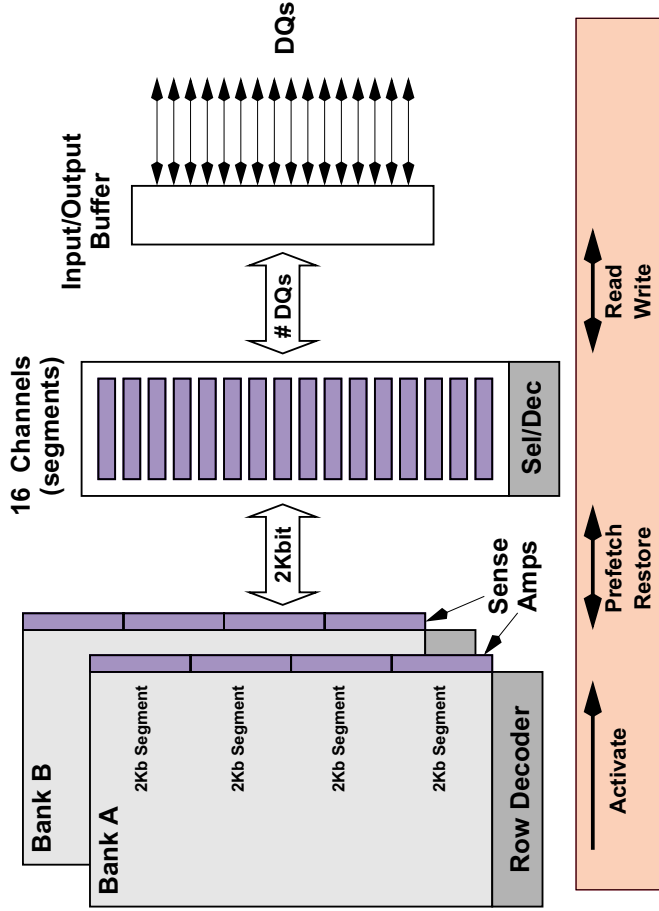 Bank B
Bank A
2Kb Segment
2Kb Segment
2Kb Segment
2Kb Segment
Row Decoder
Sense
Amps
2Kbit
16 Channels
(segments)
Sel/Dec
# DQs
Input/Output
Buffer
DQs
Activate
Prefetch
Restore
Read
Write